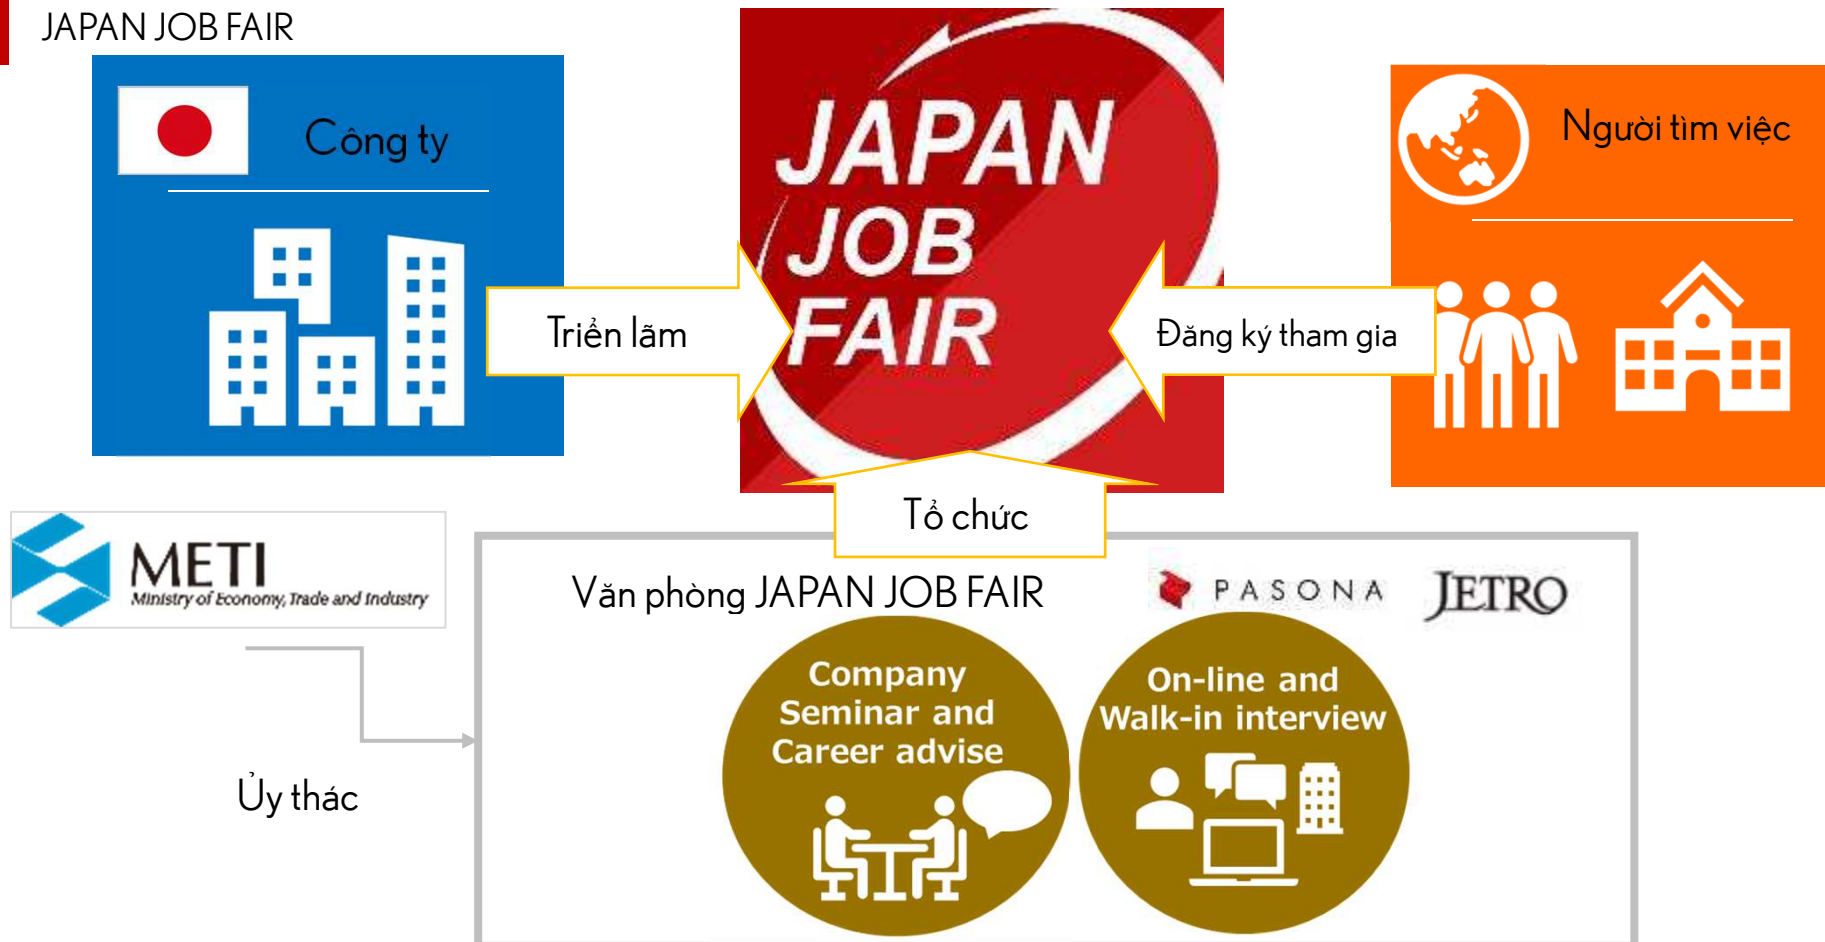 JAPAN JOB FAIR
Công ty
JAPAN
JOB
FAIR
Người tìm việc
Triển lãm
Đăng ký tham gia
Tổ chức
METI
Ministry of Economy, Trade and Industry
Văn phòng JAPAN JOB FAIR
PASONA
JETRO
Company
Seminar and
Career advise
On-line and
Walk-in interview
Ủy thác